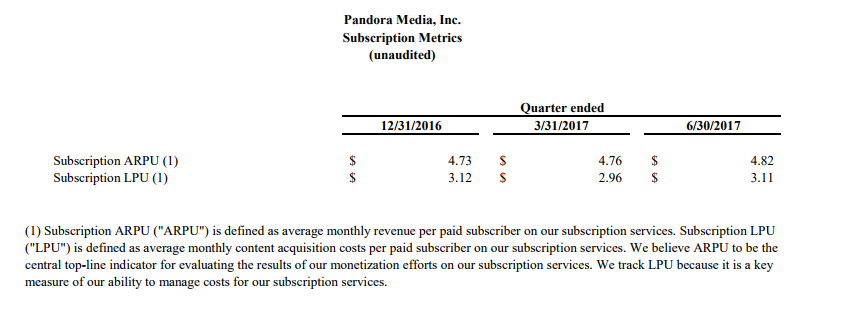 Pandora Media, Inc.
Subscription Metrics
(unaudited)
Quarter ended
12/31/2016 3/31/2017 6/30/2017
Subscription ARPU (1) $ 4.73 $ 4.76 $ 4.82
Subscription LPU (1) $ 3.12 $ 2.96 $ 3.11
(1) Subscription ARPU ("ARPU") is defined as average monthly revenue per paid subscriber on our subscription services. Subscription LPU
("LPU") is defined as average monthly content acquisition costs per paid subscriber on our subscription services. We believe ARPU to be the
central top-line indicator for evaluating the results of our monetization efforts on our subscription services. We track LPU because it is a key
measure of our ability to manage costs for our subscription services.